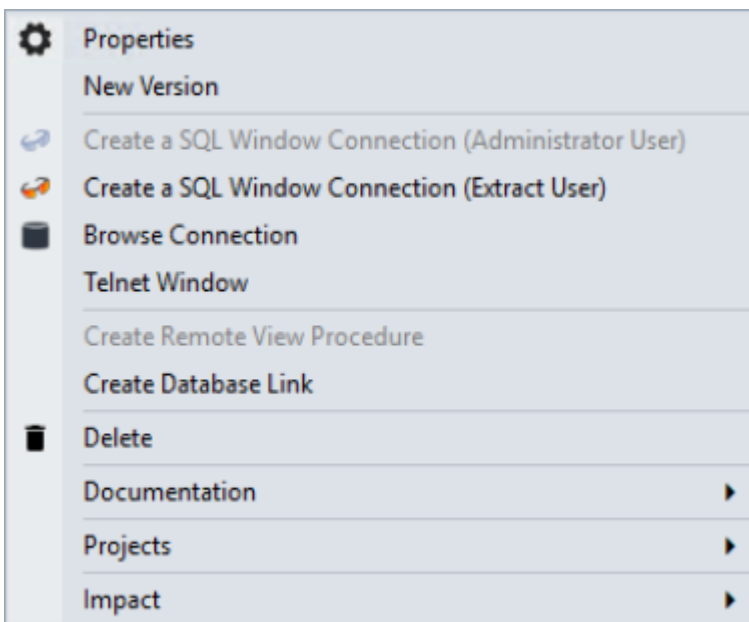 Properties
New Version
Create a SQL Window Connection (Administrator User)
Create a SQL Window Connection (Extract User)
Browse Connection
Telnet Window
Create Remote View Procedure
Create Database Link
Delete
Documentation
Projects
Impact